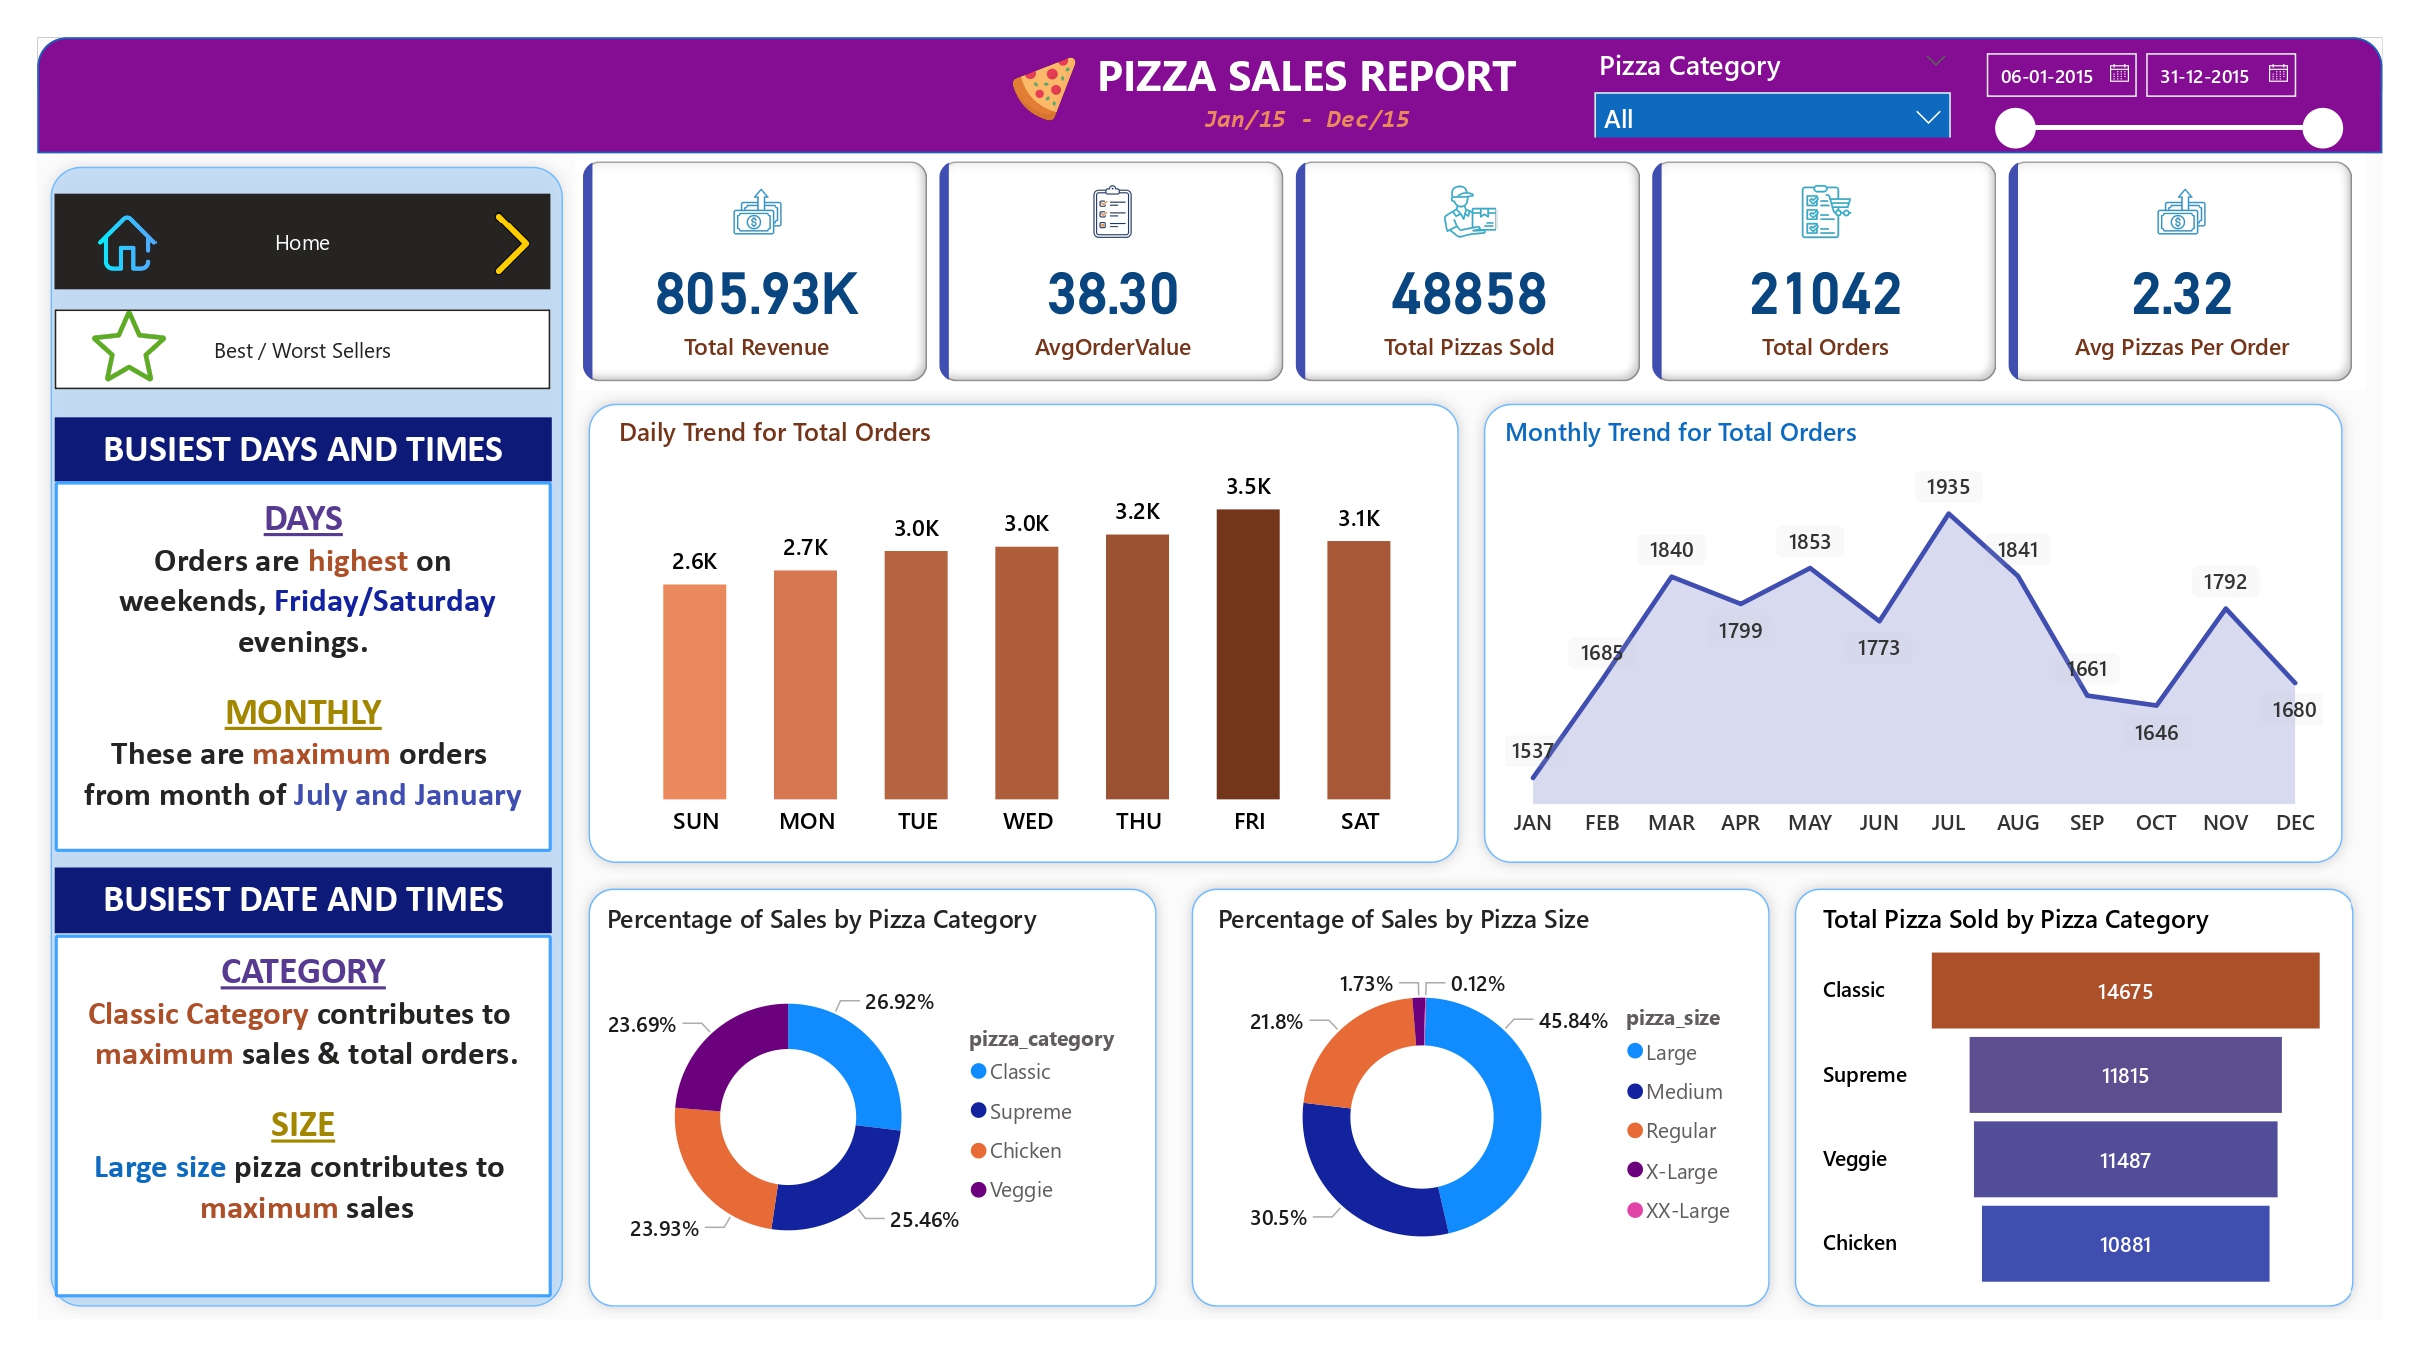 PIZZA SALES REPORT
Jan/15 - Dec/15
Pizza Category
All
06-01-2015
31-12-2015
Home
Best / Worst Sellers
BUSIEST DAYS AND TIMES
DAYS
Orders are highest on
weekends, Friday/Saturday
evenings.
MONTHLY
These are maximum orders
from month of July and January
BUSIEST DATE AND TIMES
CATEGORY
Classic Category contributes to
maximum sales & total orders.
SIZE
Large size pizza contributes to
maximum sales
805.93K
Total Revenue
38.30
AvgOrderValue
48858
Total Pizzas Sold
21042
Total Orders
2.32
Avg Pizzas Per Order
Daily Trend for Total Orders
2.6K
2.7K
3.0K
3.0K
3.2K
3.5K
3.1K
SUN MON TUE WED THU FRI SAT
Monthly Trend for Total Orders
1537
1685
1840
1799
1853
1773
1935
1841
1661
1646
1792
1680
JAN FEB MAR APR MAY JUN JUL AUG SEP OCT NOV DEC
Percentage of Sales by Pizza Category
26.92%
23.69%
23.93%
25.46%
pizza_category
Classic
Supreme
Chicken
Veggie
Percentage of Sales by Pizza Size
1.73%
0.12%
21.8%
45.84%
30.5%
pizza_size
Large
Medium
Regular
X-Large
XX-Large
Total Pizza Sold by Pizza Category
Classic 14675
Supreme 11815
Veggie 11487
Chicken 10881